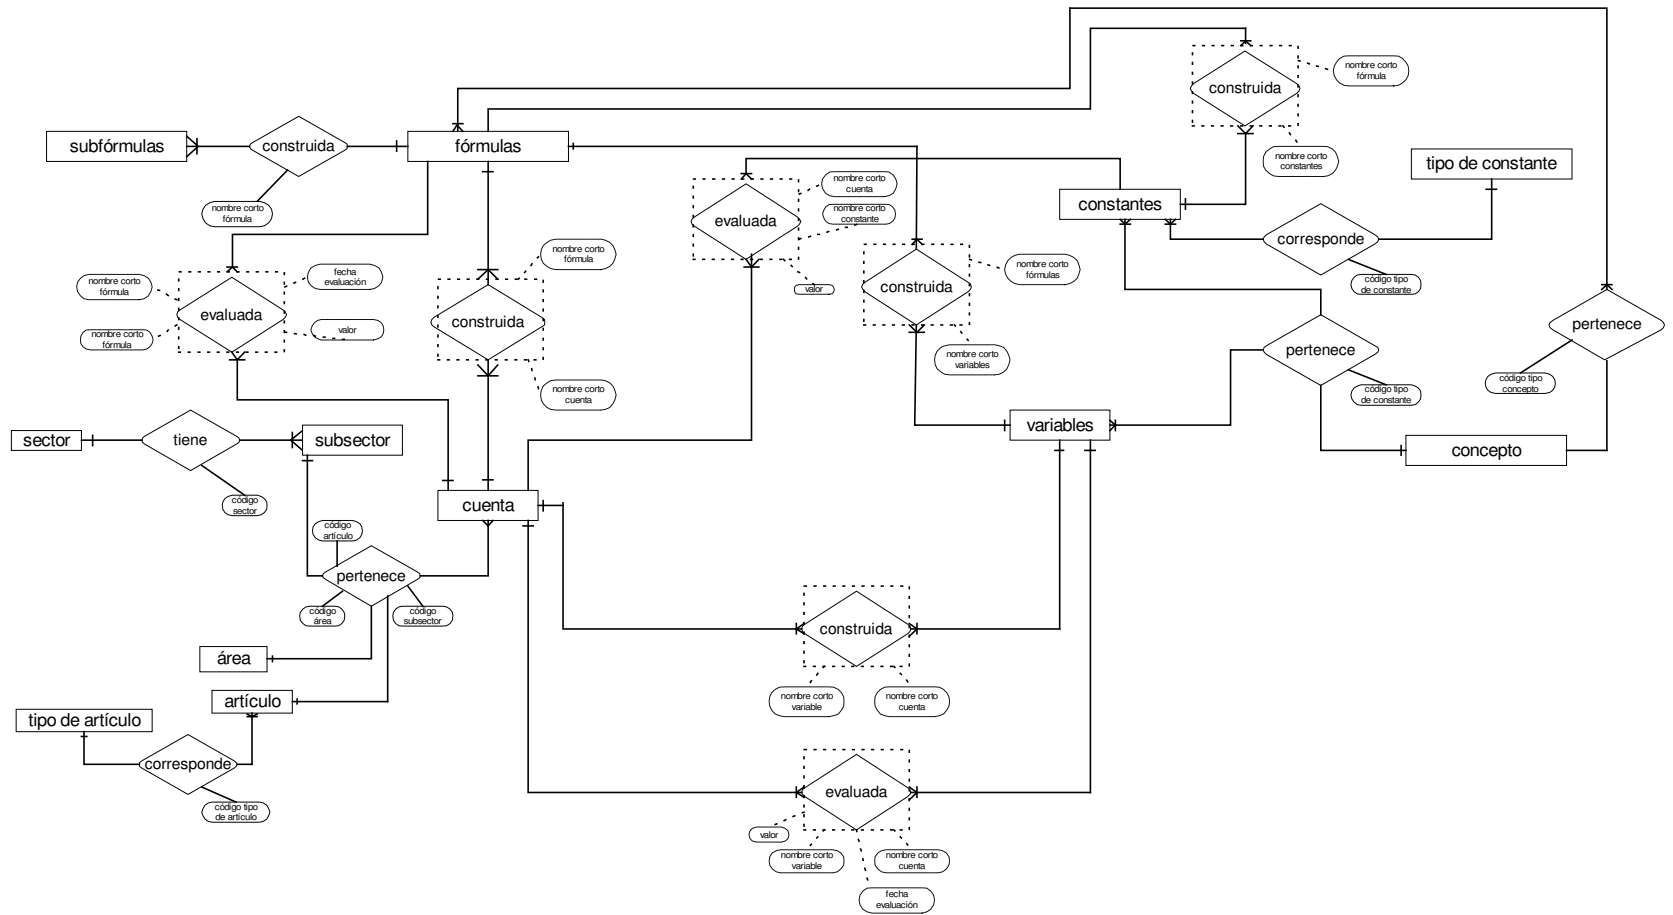 construida
nombre corto
fórmula
subfórmulas
construida
fórmulas
nombre corto
constantes
tipo de constante
nombre corto
fórmula
evaluada
nombre corto
cuenta
nombre corto
constante
constantes
valor
corresponde
código tipo
de constante
nombre corto
fórmula
fecha
evaluación
evaluada
nombre corto
fórmula
valor
nombre corto
fórmula
construida
nombre corto
cuenta
construida
nombre corto
fórmulas
nombre corto
variables
pertenece
código tipo
de constante
pertenece
código tipo
concepto
sector
tiene
subsector
código
sector
variables
concepto
cuenta
código
artículo
pertenece
código
área
código
subsector
construida
nombre corto
variable
nombre corto
cuenta
área
artículo
tipo de artículo
corresponde
código tipo
de artículo
evaluada
valor
nombre corto
variable
nombre corto
cuenta
fecha
evaluación